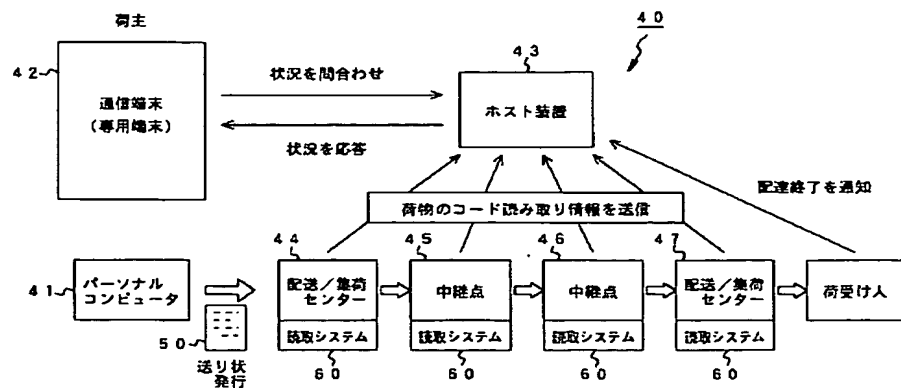 荷主
40
42
43
通信端末
(専用端末)
状況を問合わせ
ホスト装置
状況を応答
配達終了を通知
荷物のコード読み取り情報を送信
44
45
46
47
41
パーソナル
コンピュータ
配送/集荷
センター
中継点
中継点
配送/集荷
センター
荷受け人
読取システム
読取システム
読取システム
読取システム
50
送り状
発行
60
60
60
60